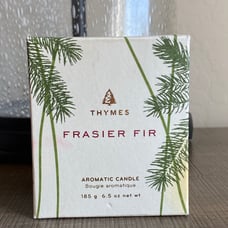 THYMES
FRASIER FIR
AROMATIC CANDLE
Bougie aromatique
185 g 6.5 oz net wt